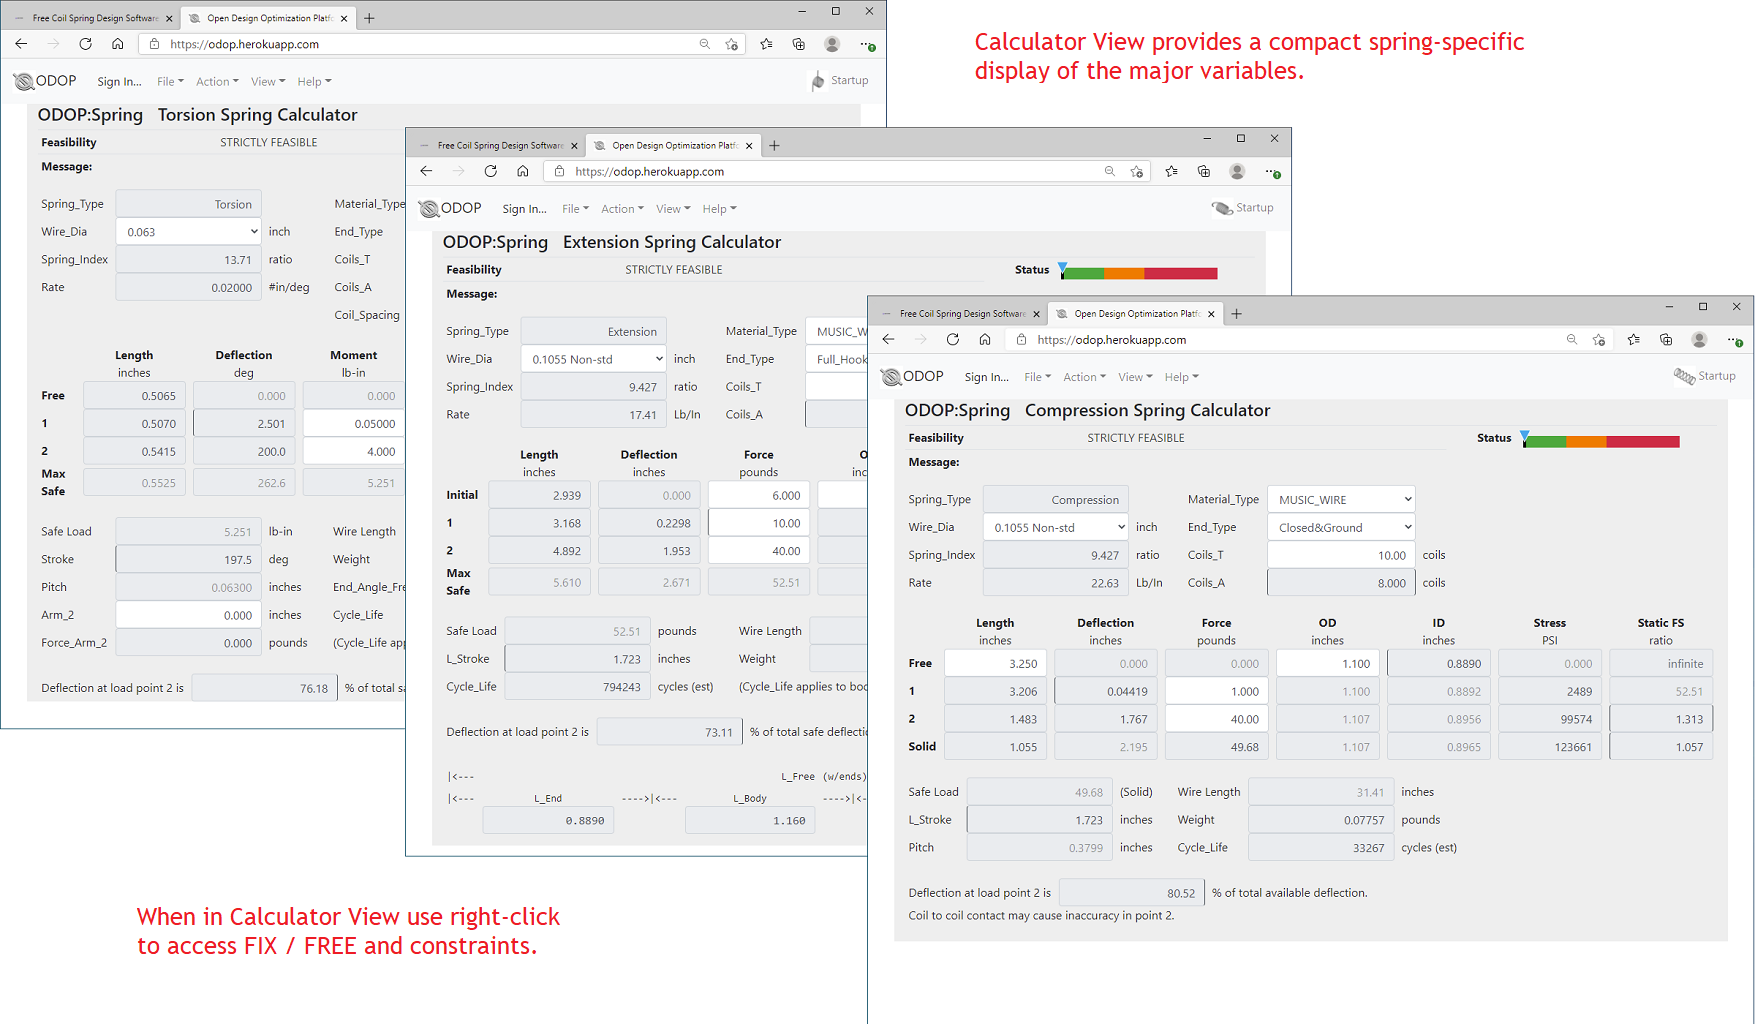 Free Coil Spring Design Software
Open Design Optimization Platfo
https://odop.herokuapp.com
ODOP Sign In... File Action View Help Startup
ODOP:Spring Torsion Spring Calculator
Feasibility STRICTLY FEASIBLE
Message:
Spring_Type Torsion Material_Type
Wire_Dia 0.063 inch End_Type
Spring_Index 13.71 ratio Coils_T
Rate 0.02000 #in/deg Coils_A
Coil_Spacing
Length Deflection Moment
inches deg lb-in
Free 0.5065 0.000 0.000
1 0.5070 2.501 0.05000
2 0.5415 200.0 4.000
Max
Safe 0.5525 262.6 5.251
Safe Load 5.251 lb-in Wire Length
Stroke 197.5 deg Weight
Pitch 0.06300 inches End_Angle_Fre
Arm_2 0.000 inches Cycle_Life
Force_Arm_2 0.000 pounds (Cycle_Life app
Deflection at load point 2 is 76.18 % of total sa
Calculator View provides a compact spring-specific
display of the major variables.
Free Coil Spring Design Software
Open Design Optimization Platfo
https://odop.herokuapp.com
ODOP Sign In... File Action View Help Startup
ODOP:Spring Extension Spring Calculator
Feasibility STRICTLY FEASIBLE Status
Message:
Spring_Type Extension Material_Type MUSIC_W
Wire_Dia 0.1055 Non-std inch End_Type Full_Hook
Spring_Index 9.427 ratio Coils_T
Rate 17.41 Lb/In Coils_A
Length Deflection Force O
inches inches pounds inc
Initial 2.939 0.000 6.000
1 3.168 0.2298 10.00
2 4.892 1.953 40.00
Max
Safe 5.610 2.671 52.51
Safe Load 52.51 pounds Wire Length
L_Stroke 1.723 inches Weight
Cycle_Life 794243 cycles (est) (Cycle_Life applies to bod
Deflection at load point 2 is 73.11 % of total safe deflectio
|<--- L_Free (w/ends)
|<--- L_End ---->|<--- L_Body ---->|<-
0.8890 1.160
Free Coil Spring Design Software
Open Design Optimization Platfo
https://odop.herokuapp.com
ODOP Sign In... File Action View Help Startup
ODOP:Spring Compression Spring Calculator
Feasibility STRICTLY FEASIBLE Status
Message:
Spring_Type Compression Material_Type MUSIC_WIRE
Wire_Dia 0.1055 Non-std inch End_Type Closed&Ground
Spring_Index 9.427 ratio Coils_T 10.00 coils
Rate 22.63 Lb/In Coils_A 8.000 coils
Length Deflection Force OD ID Stress Static FS
inches inches pounds inches inches PSI ratio
Free 3.250 0.000 0.000 1.100 0.8890 0.000 infinite
1 3.206 0.04419 1.000 1.100 0.8892 2489 52.51
2 1.483 1.767 40.00 1.107 0.8956 99574 1.313
Solid 1.055 2.195 49.68 1.107 0.8965 123661 1.057
Safe Load 49.68 (Solid) Wire Length 31.41 inches
L_Stroke 1.723 inches Weight 0.07757 pounds
Pitch 0.3799 inches Cycle_Life 33267 cycles (est)
Deflection at load point 2 is 80.52 % of total available deflection.
Coil to coil contact may cause inaccuracy in point 2.
When in Calculator View use right-click
to access FIX / FREE and constraints.